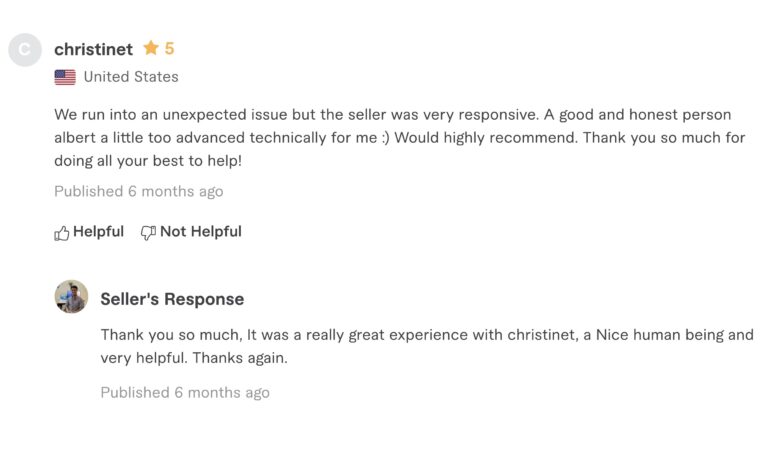 C
christinet 5
United States
We run into an unexpected issue but the seller was very responsive. A good and honest person
albert a little too advanced technically for me :) Would highly recommend. Thank you so much for
doing all your best to help!
Published 6 months ago
Helpful Not Helpful
Seller's Response
Thank you so much, It was a really great experience with christinet, a Nice human being and
very helpful. Thanks again.
Published 6 months ago